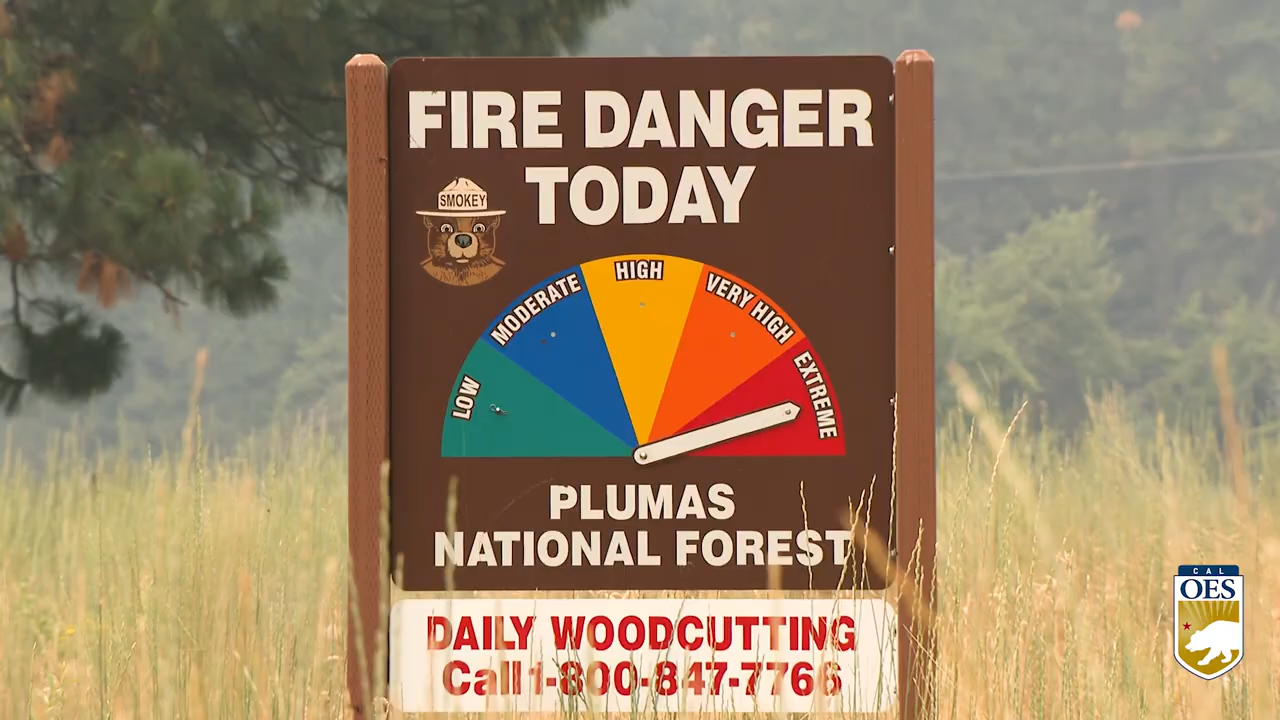 FIRE DANGER
TODAY
SMOKEY
LOW
MODERATE
HIGH
VERY HIGH
EXTREME
PLUMAS
NATIONAL FOREST
DAILY WOODCUTTING
Call 1-800-847-7766
CAL
OES